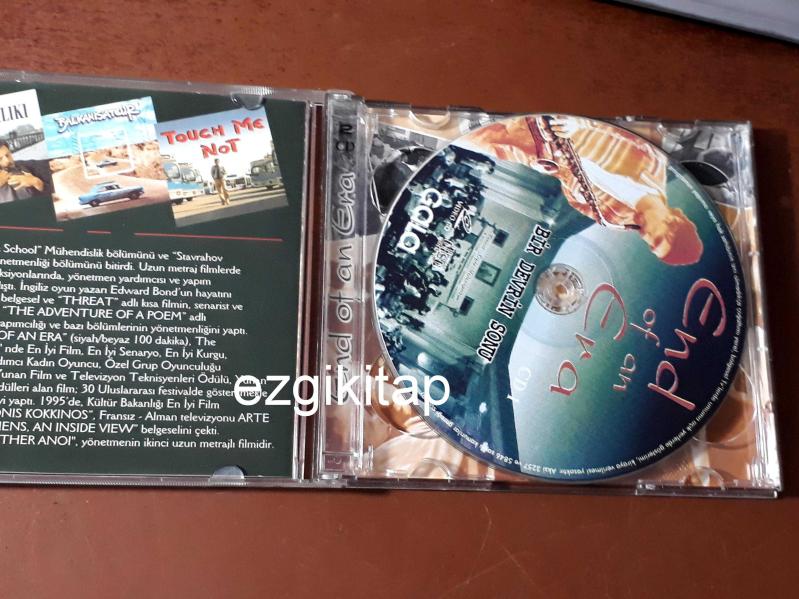 LIKI
BALKANISATEUR
TOUCH ME
NOT
School" Mühendislik bölümünü ve "Stavrahov
netmenliği bölümünü bitirdi. Uzun metraj filmlerde
ksiyonlarında, yönetmen yardımcısı ve yapım
ıştı. İngiliz oyun yazarı Edward Bond'un hayatını
belgesel ve "THREAT" adlı kısa filmin, senarist ve
"THE ADVENTURE OF A POEM" adlı
apımcılığı ve bazı bölümlerinin yönetmenliğini yaptı.
OF AN ERA" (siyah/beyaz 100 dakika), The
' nde En İyi Film, En İyi Senaryo, En İyi Kurgu,
dımcı Kadın Oyuncu, Özel Grup Oyunculuğu
Yunan Film ve Televizyon Teknisyenleri Ödülü,
dülleri alan film; 30 Uluslararası festivalde
yi yaptı. 1995'de, Kültür Bakanlığı En İyi Film
ONIS KOKKINOS", Fransız - Alman televizyonu ARTE
HENS, AN INSIDE VIEW" belgeselini çekti.
THER ANOI", yönetmenin ikinci uzun metrajlı filmidir.
End of an Era
GALA
BİR DEVRİN SONU
CD 1
End
of an
Era
ezgikitap